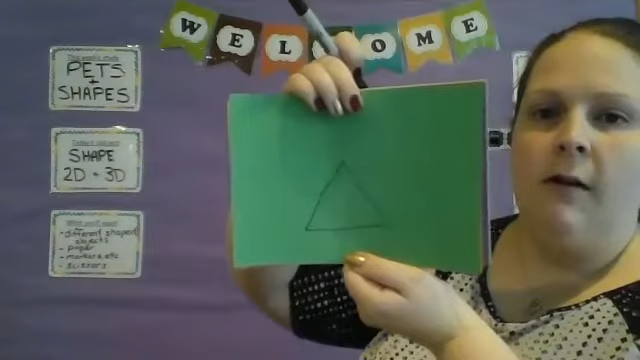 WELCOME
PETS
+
SHAPES
SHAPE
2D + 3D
- different shaped
objects
- paper
- markers, etc
- scissors